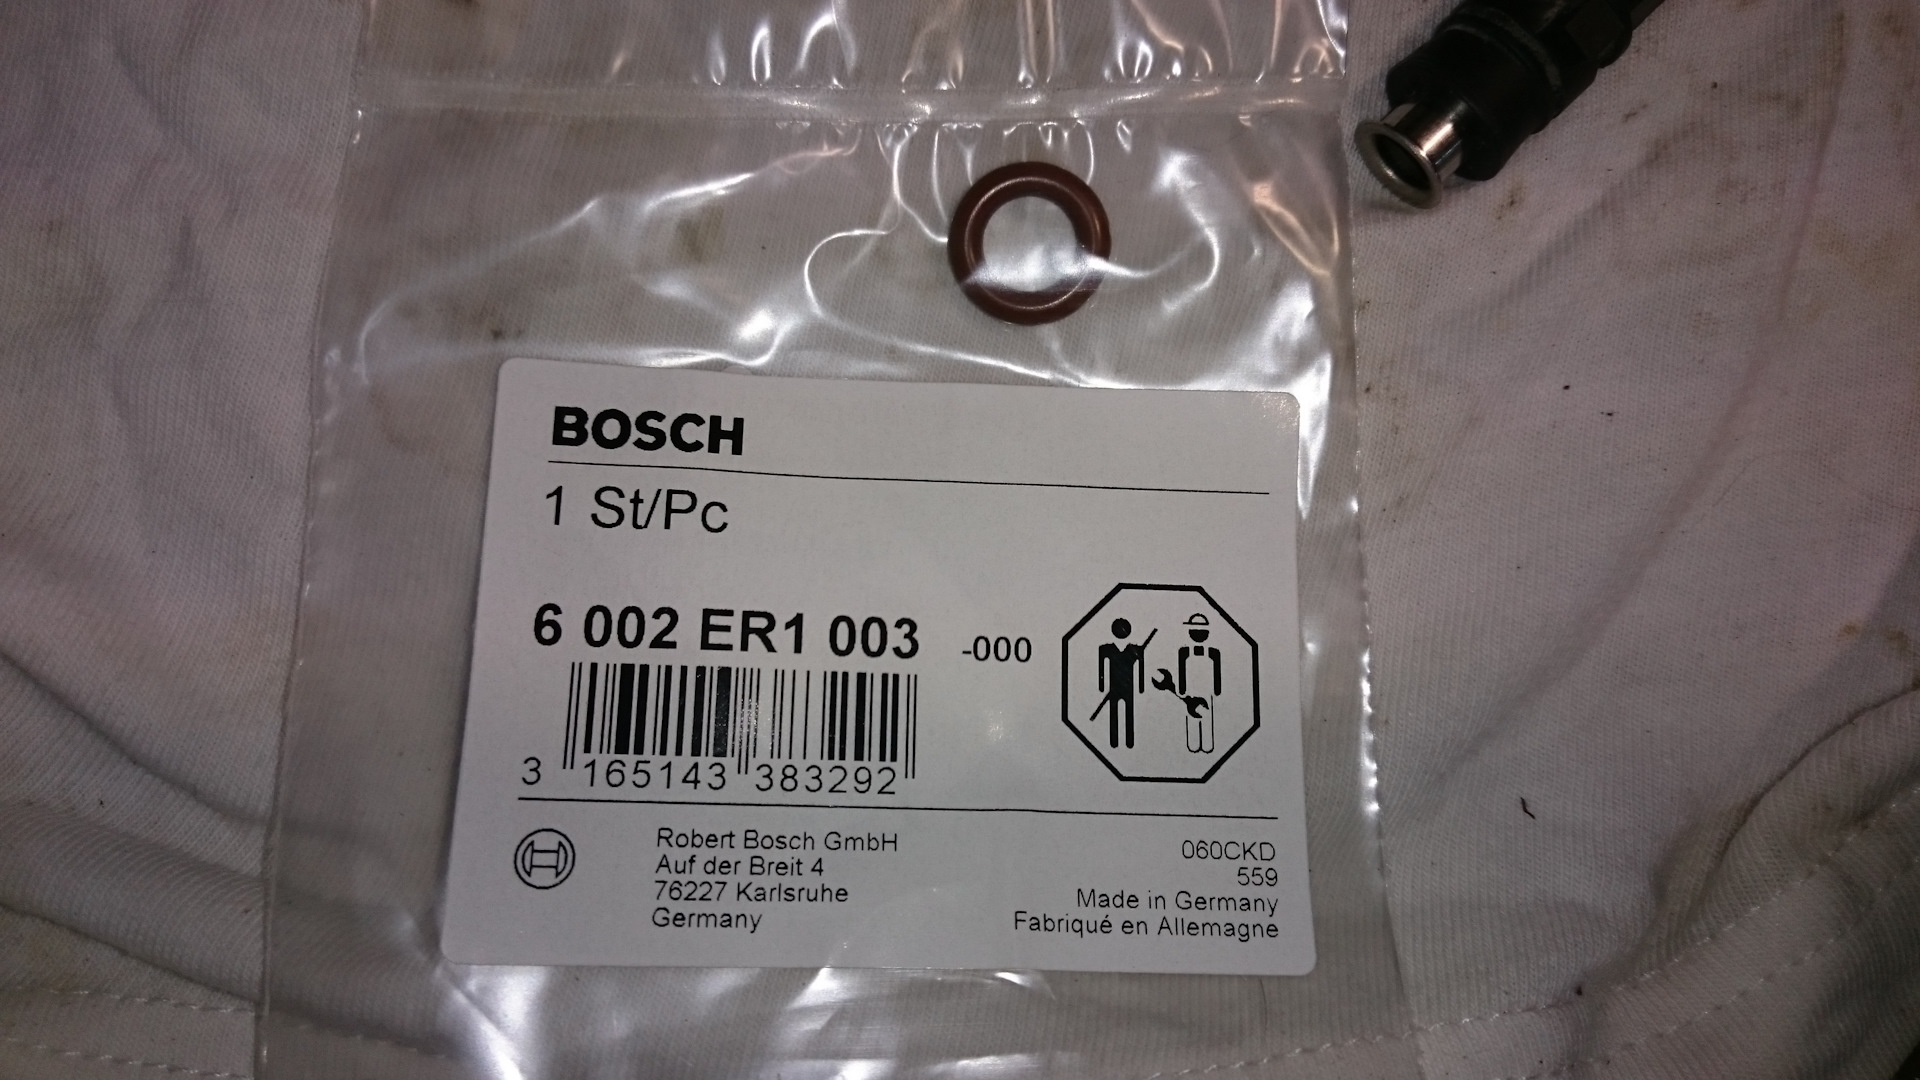 BOSCH
1 St/Pc
6 002 ER1 003 -000
3 165143 383292
Robert Bosch GmbH
Auf der Breit 4
76227 Karlsruhe
Germany
060CKD
559
Made in Germany
Fabriqué en Allemagne